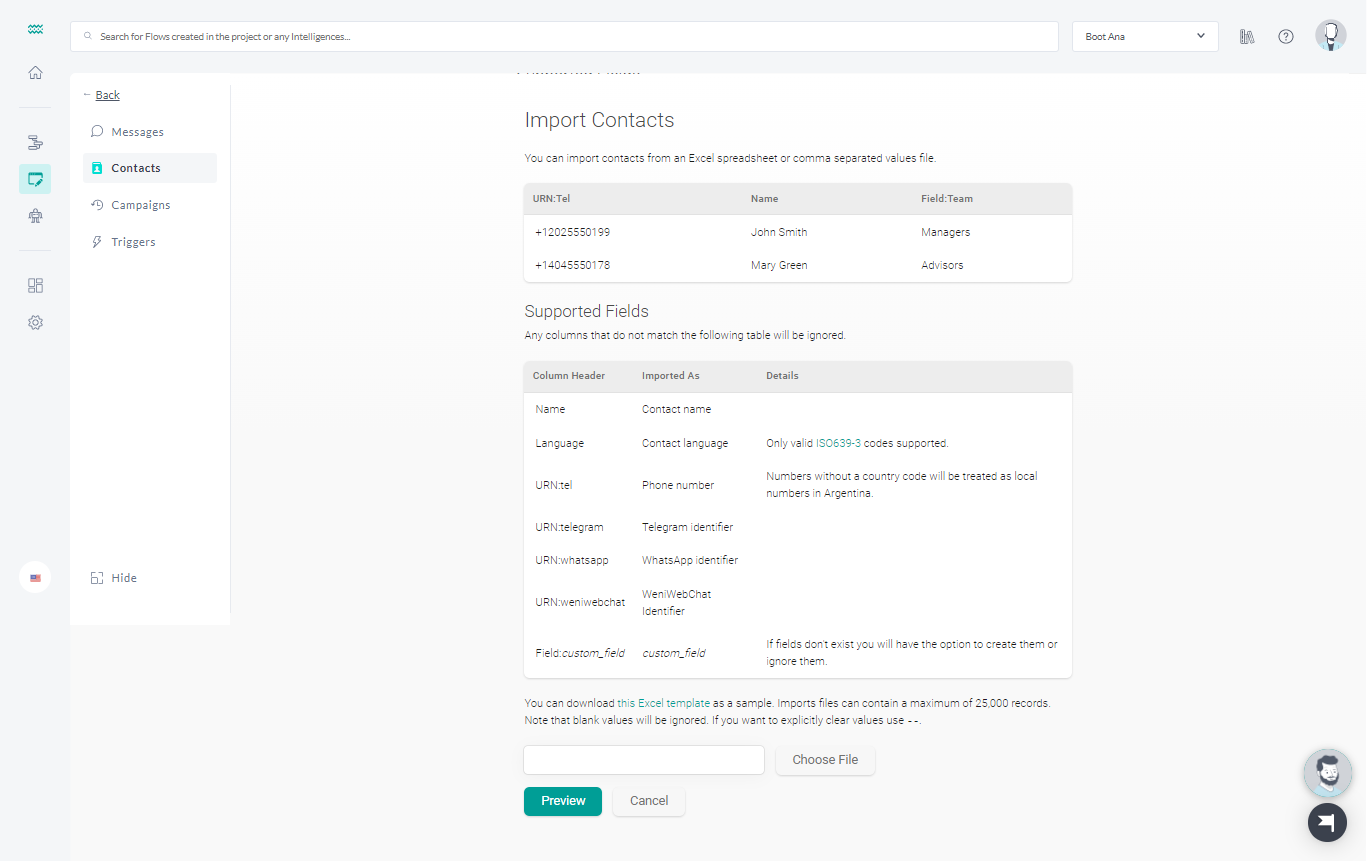 Search for Flows created in the project or any Intelligences...
Boot Ana
← Back
Messages
Contacts
Campaigns
Triggers
Hide
Import Contacts
You can import contacts from an Excel spreadsheet or comma separated values file.
URN:Tel Name Field:Team
+12025550199 John Smith Managers
+14045550178 Mary Green Advisors
Supported Fields
Any columns that do not match the following table will be ignored.
Column Header Imported As Details
Name Contact name
Language Contact language Only valid ISO639-3 codes supported.
URN:tel Phone number Numbers without a country code will be treated as local
numbers in Argentina.
URN:telegram Telegram identifier
URN:whatsapp WhatsApp identifier
URN:weniwebchat WeniWebChat
Identifier
Field:custom_field custom_field If fields don't exist you will have the option to create them or
ignore them.
You can download this Excel template as a sample. Imports files can contain a maximum of 25,000 records.
Note that blank values will be ignored. If you want to explicitly clear values use --.
Choose File
Preview Cancel